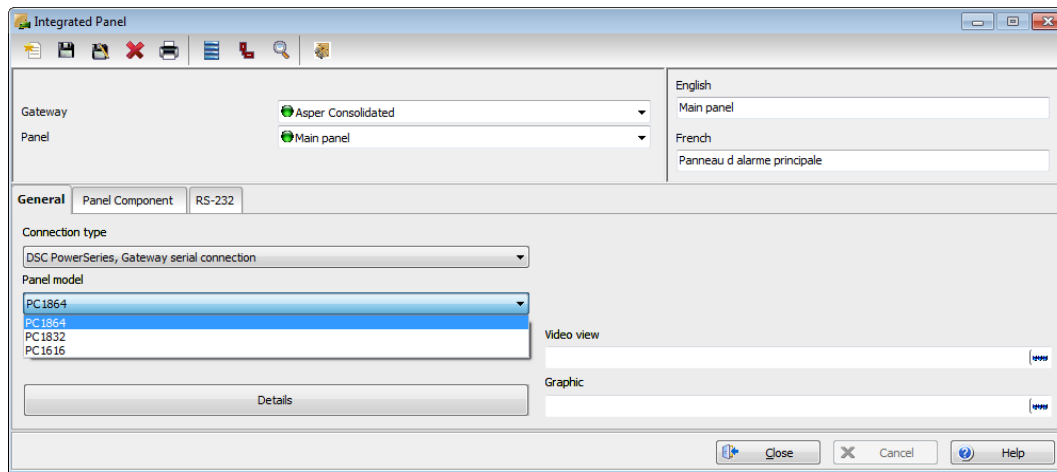 Integrated Panel
Gateway
Asper Consolidated
Panel
Main panel
English
Main panel
French
Panneau d alarme principale
General
Panel Component
RS-232
Connection type
DSC PowerSeries, Gateway serial connection
Panel model
PC1864
PC1864
PC1832
PC1616
Video view
Graphic
Details
Close
Cancel
Help